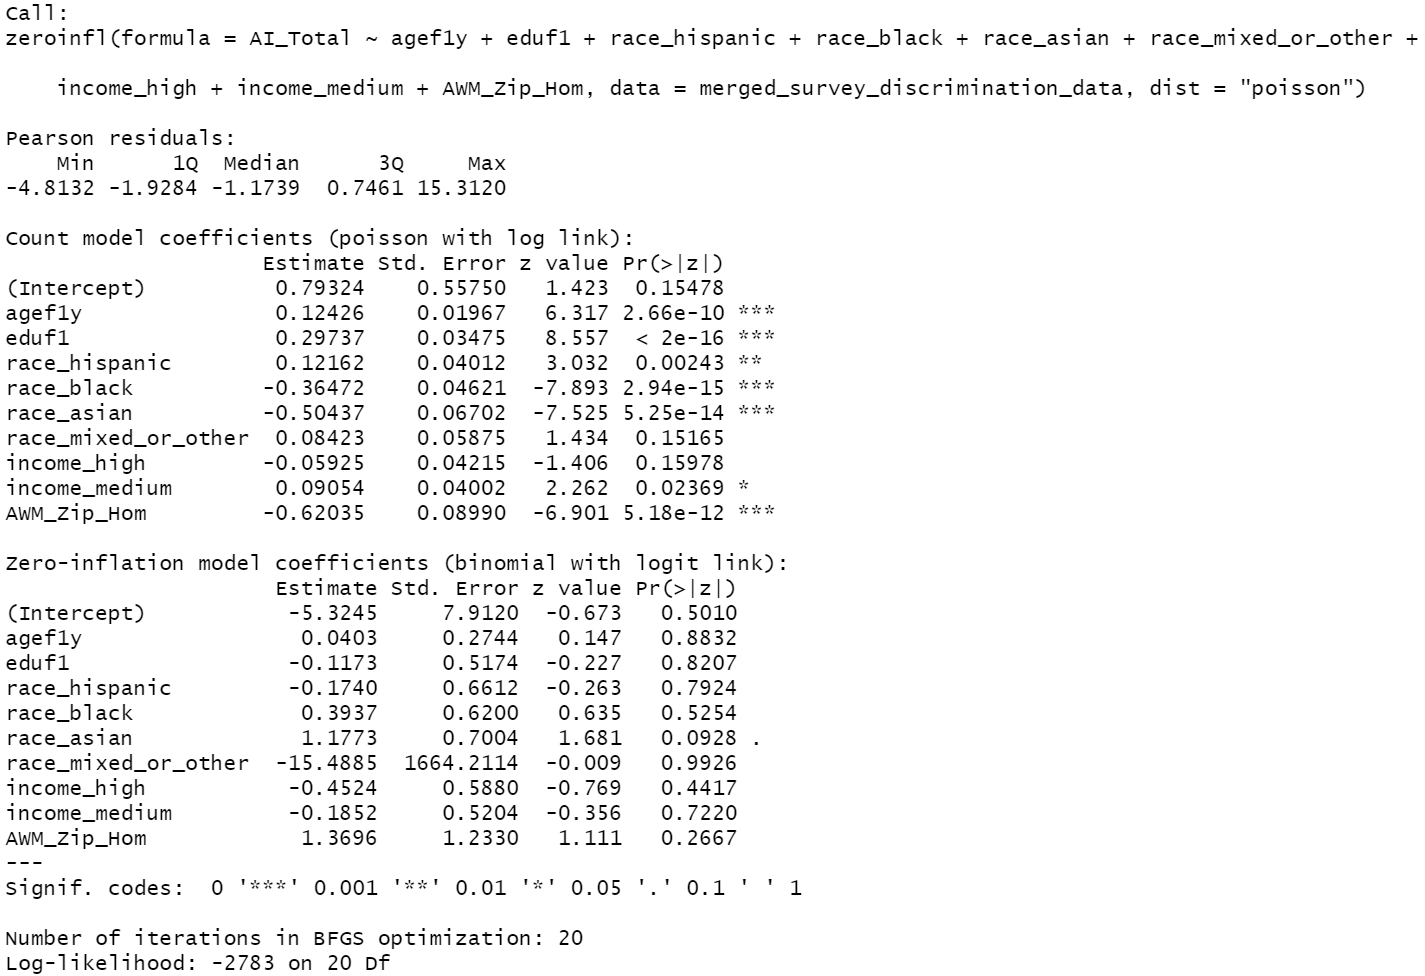 Call:
zeroinfl(formula = AI_Total ~ agef1y + eduf1 + race_hispanic + race_black + race_asian + race_mixed_or_other +
    income_high + income_medium + AWM_Zip_Hom, data = merged_survey_discrimination_data, dist = "poisson")
Pearson residuals:
    Min      1Q  Median      3Q     Max
-4.8132 -1.9284 -1.1739  0.7461 15.3120
Count model coefficients (poisson with log link):
                    Estimate Std. Error z value Pr(>|z|)
(Intercept)          0.79324    0.55750   1.423  0.15478
agef1y               0.12426    0.01967   6.317 2.66e-10 ***
eduf1                0.29737    0.03475   8.557  < 2e-16 ***
race_hispanic        0.12162    0.04012   3.032  0.00243 **
race_black          -0.36472    0.04621  -7.893 2.94e-15 ***
race_asian          -0.50437    0.06702  -7.525 5.25e-14 ***
race_mixed_or_other  0.08423    0.05875   1.434  0.15165
income_high         -0.05925    0.04215  -1.406  0.15978
income_medium        0.09054    0.04002   2.262  0.02369 *
AWM_Zip_Hom         -0.62035    0.08990  -6.901 5.18e-12 ***
Zero-inflation model coefficients (binomial with logit link):
                     Estimate Std. Error z value Pr(>|z|)
(Intercept)           -5.3245     7.9120  -0.673   0.5010
agef1y                 0.0403     0.2744   0.147   0.8832
eduf1                 -0.1173     0.5174  -0.227   0.8207
race_hispanic         -0.1740     0.6612  -0.263   0.7924
race_black             0.3937     0.6200   0.635   0.5254
race_asian             1.1773     0.7004   1.681   0.0928 .
race_mixed_or_other  -15.4885  1664.2114  -0.009   0.9926
income_high           -0.4524     0.5880  -0.769   0.4417
income_medium         -0.1852     0.5204  -0.356   0.7220
AWM_Zip_Hom            1.3696     1.2330   1.111   0.2667
---
Signif. codes:  0 '***' 0.001 '**' 0.01 '*' 0.05 '.' 0.1 ' ' 1
Number of iterations in BFGS optimization: 20
Log-likelihood: -2783 on 20 Df